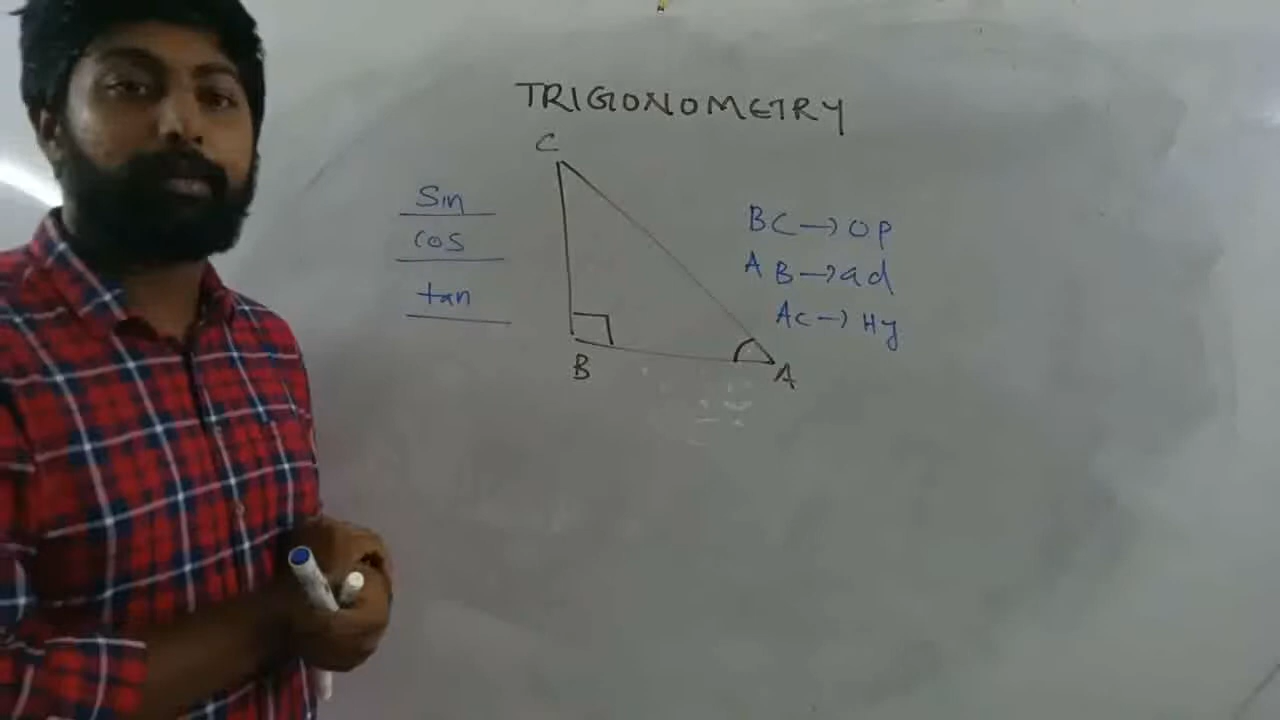 TRIGONOMETRY
C
Sin
cos
tan
BC → op
AB → ad
Ac → Hy
B
A